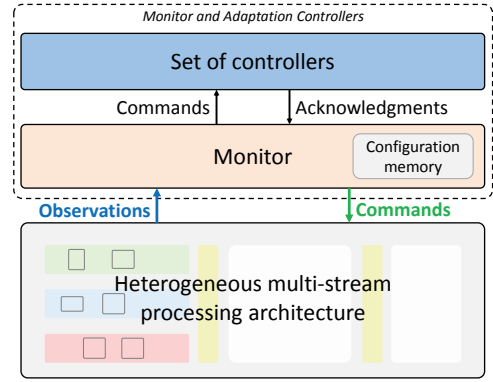 Monitor and Adaptation Controllers
Set of controllers
Commands
Acknowledgments
Monitor
Configuration
memory
Observations
Commands
Heterogeneous multi-stream
processing architecture